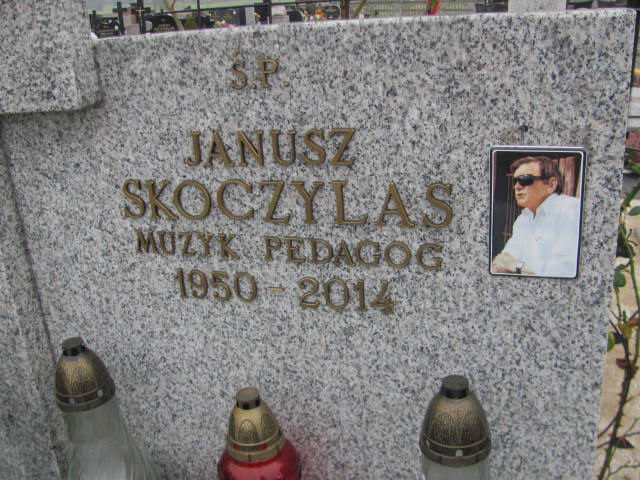 Ś.P.
JANUSZ
SKOCZYLAS
MUZYK PEDAGOG
1950 - 2014